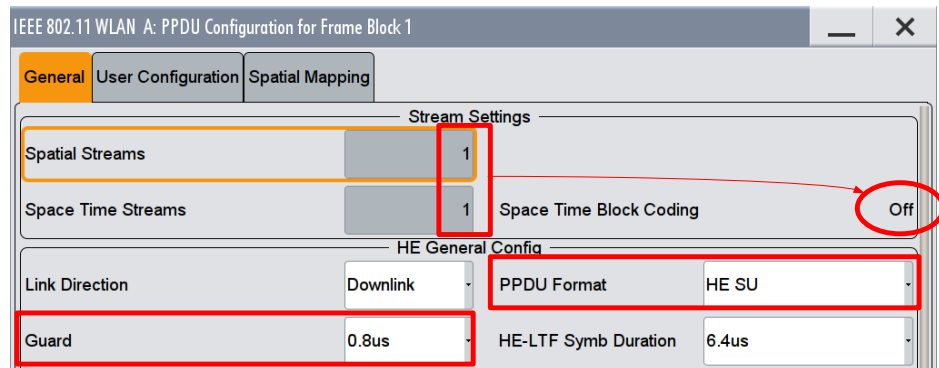 IEEE 802.11 WLAN A: PPDU Configuration for Frame Block 1
General User Configuration Spatial Mapping
Stream Settings
Spatial Streams 1
Space Time Streams 1 Space Time Block Coding Off
HE General Config
Link Direction Downlink PPDU Format HE SU
Guard 0.8us HE-LTF Symb Duration 6.4us